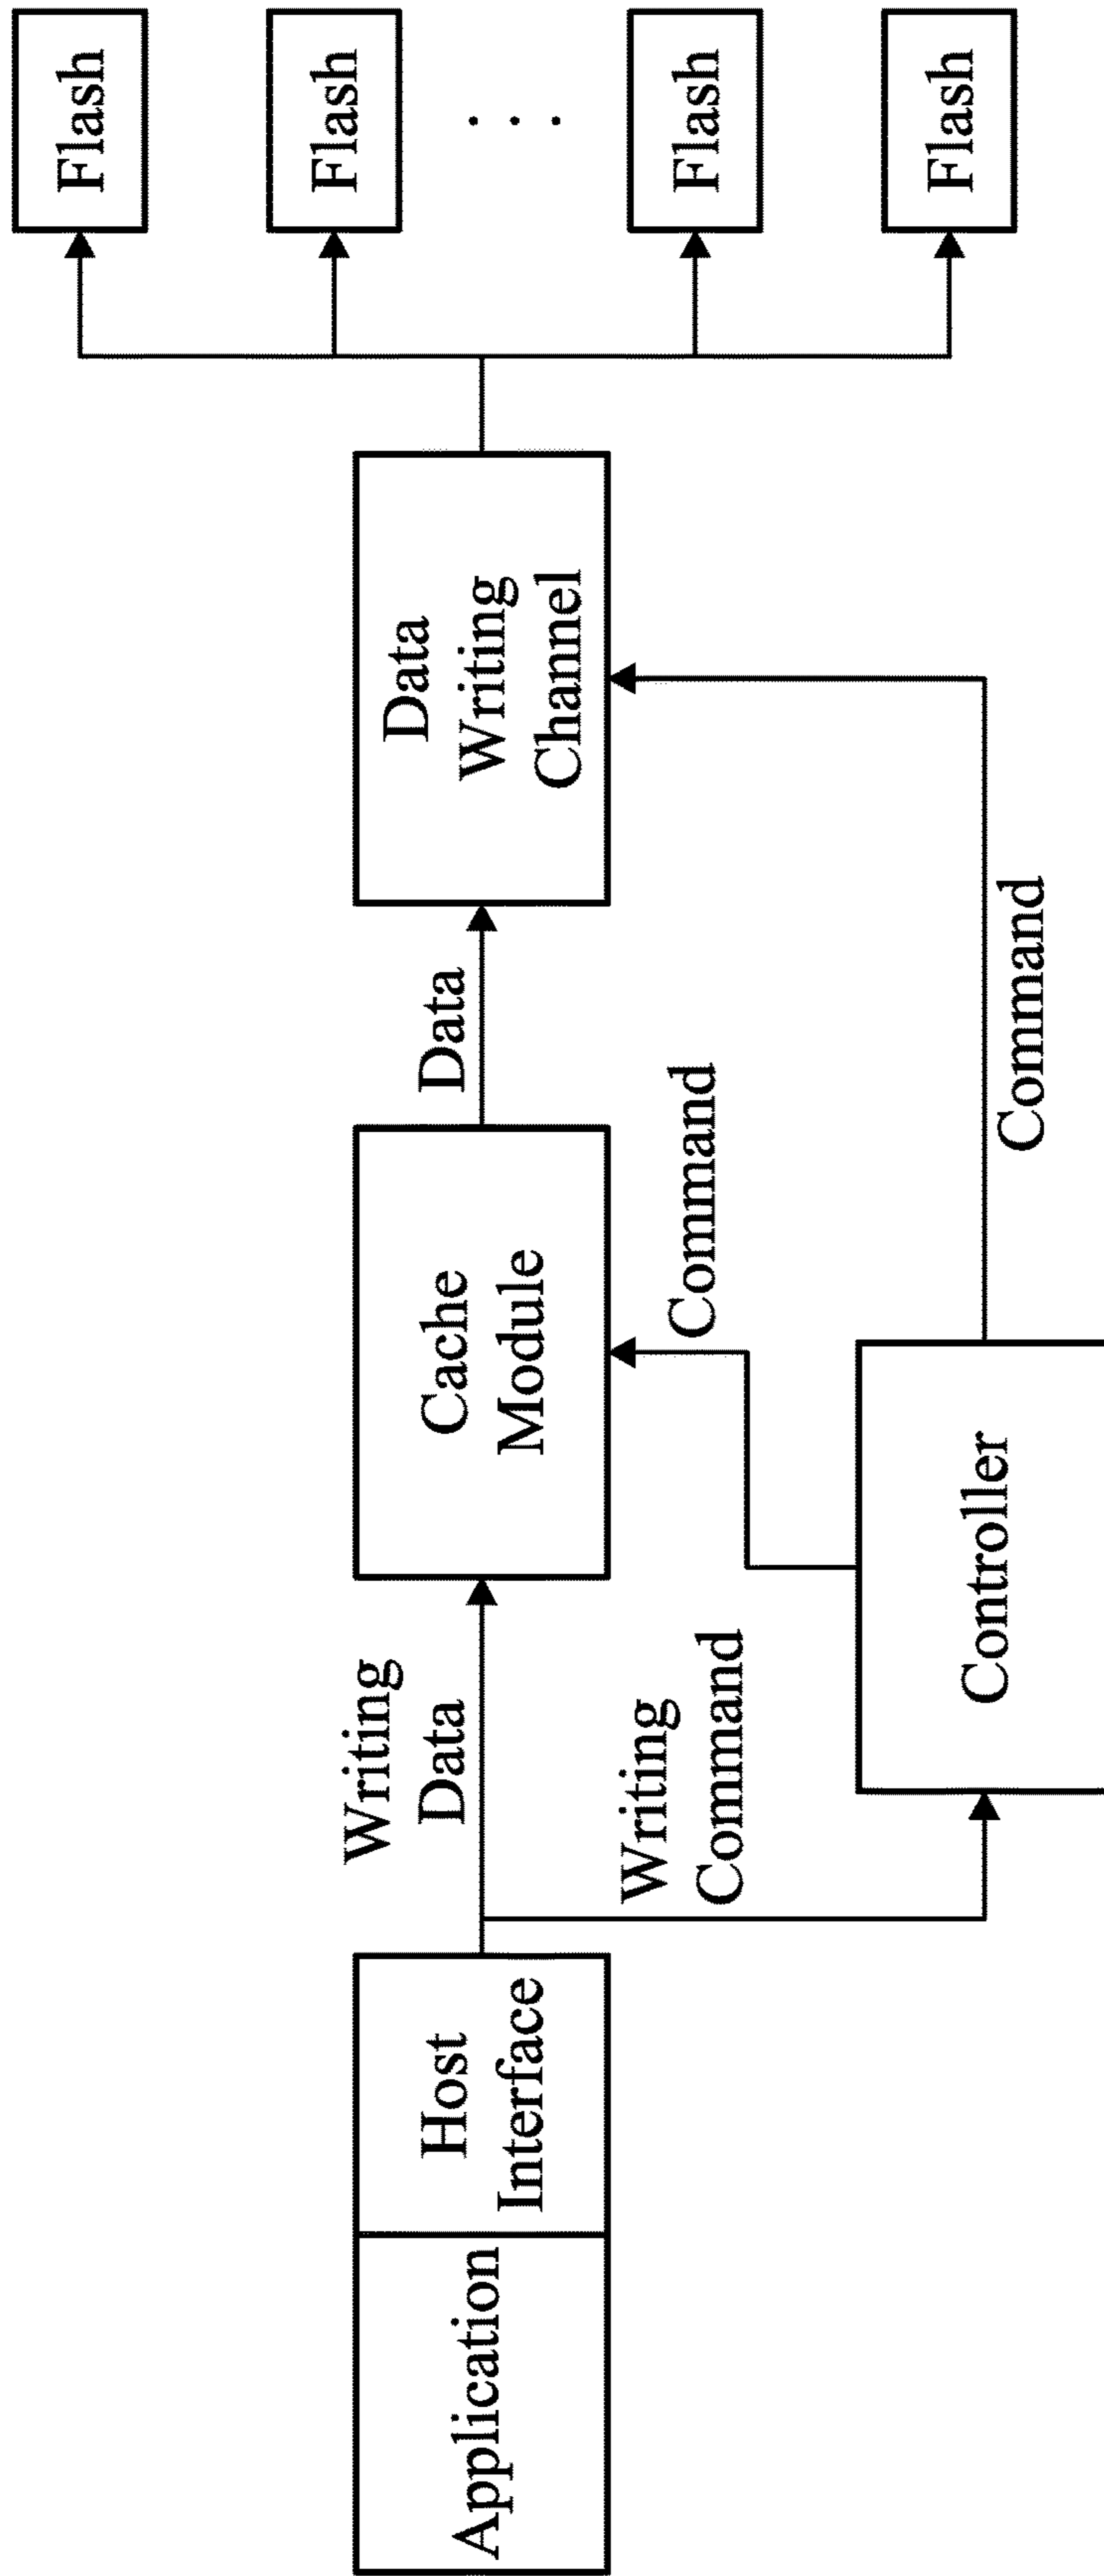 Application
Host
Interface
Writing
Data
Writing
Command
Cache
Module
Controller
Command
Data
Command
Data
Writing
Channel
Flash
Flash
. . .
Flash
Flash